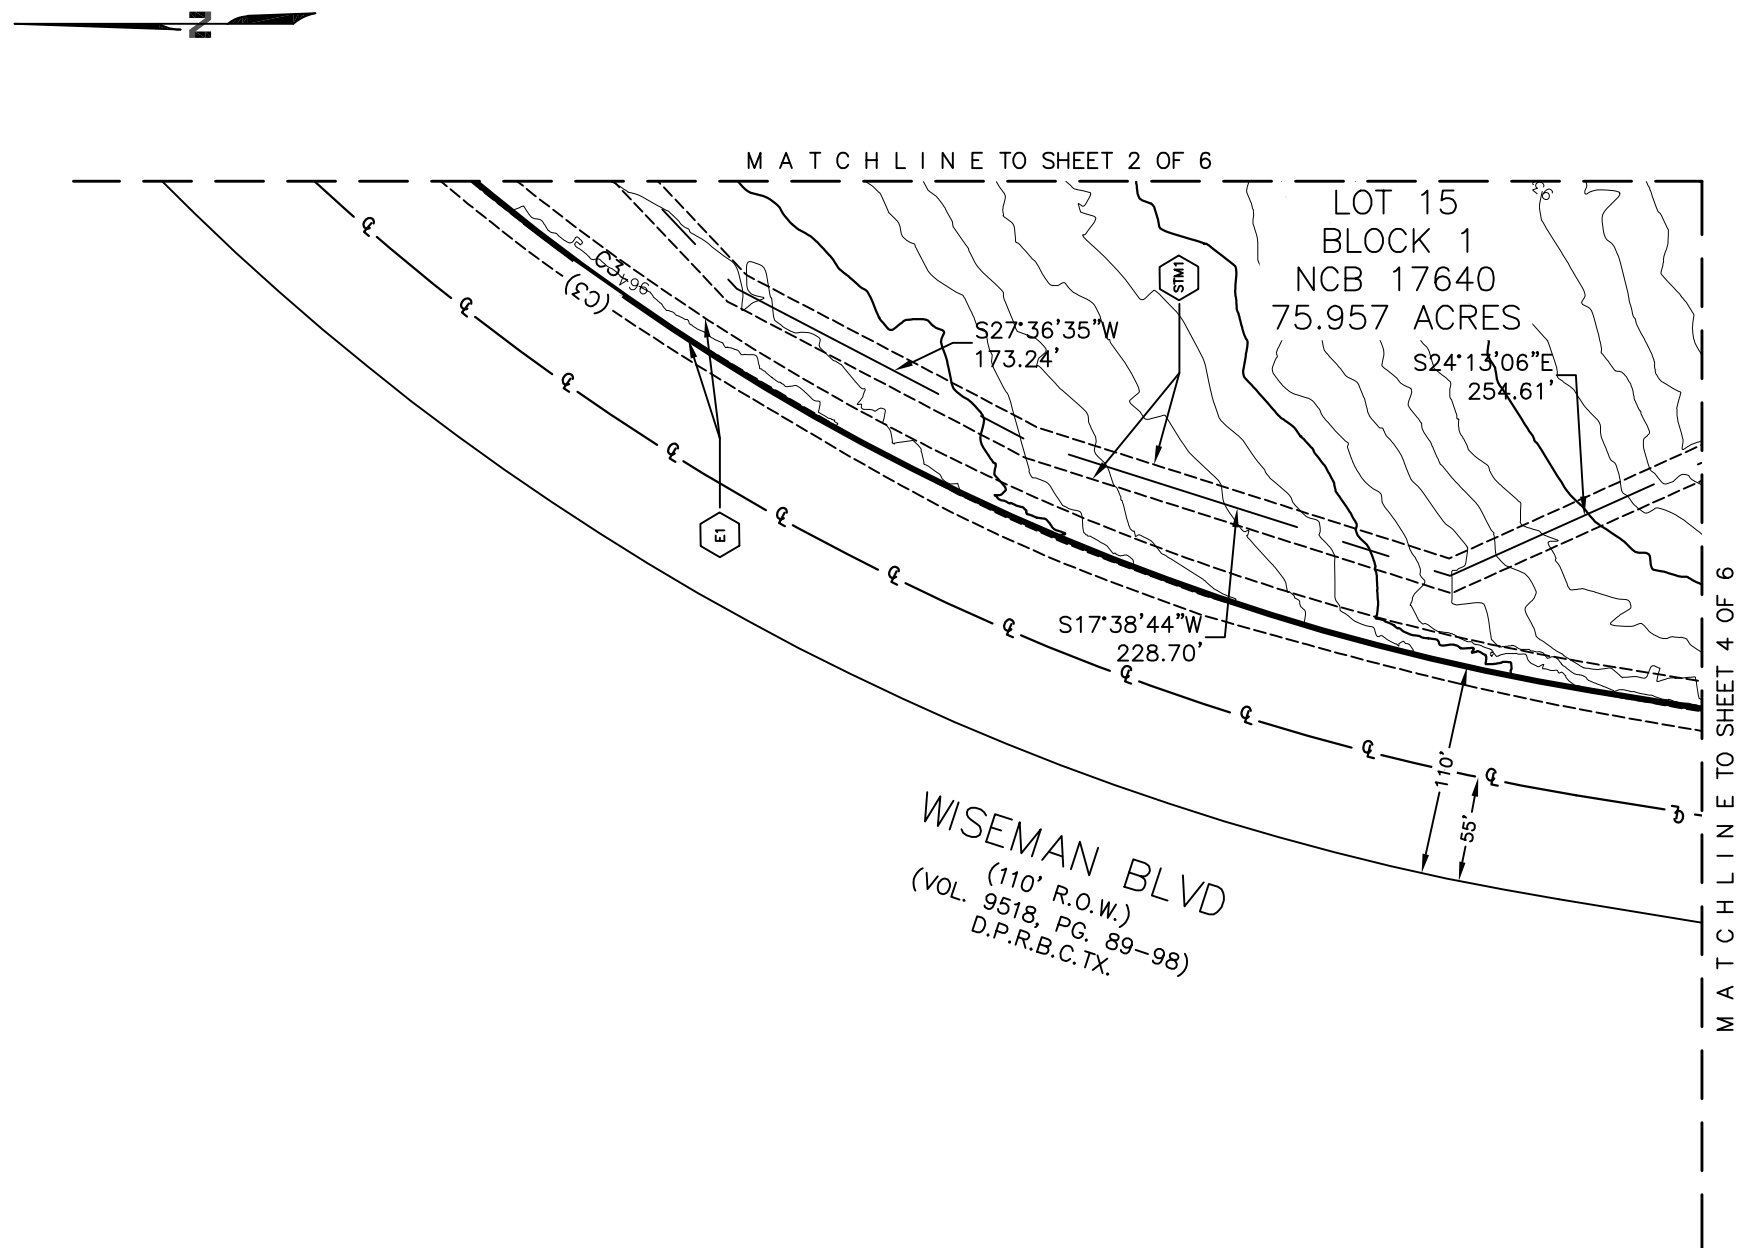 N
M A T C H L I N E TO SHEET 2 OF 6
LOT 15
BLOCK 1
NCB 17640
75.957 ACRES
C3
(C3)
964
STM1
S27°36'35"W
173.24'
S24°13'06"E
254.61'
E1
S17°38'44"W
228.70'
110'
55'
WISEMAN BLVD
(110' R.O.W.)
(VOL. 9518, PG. 89-98)
D.P.R.B.C.TX.
M A T C H L I N E TO SHEET 4 OF 6